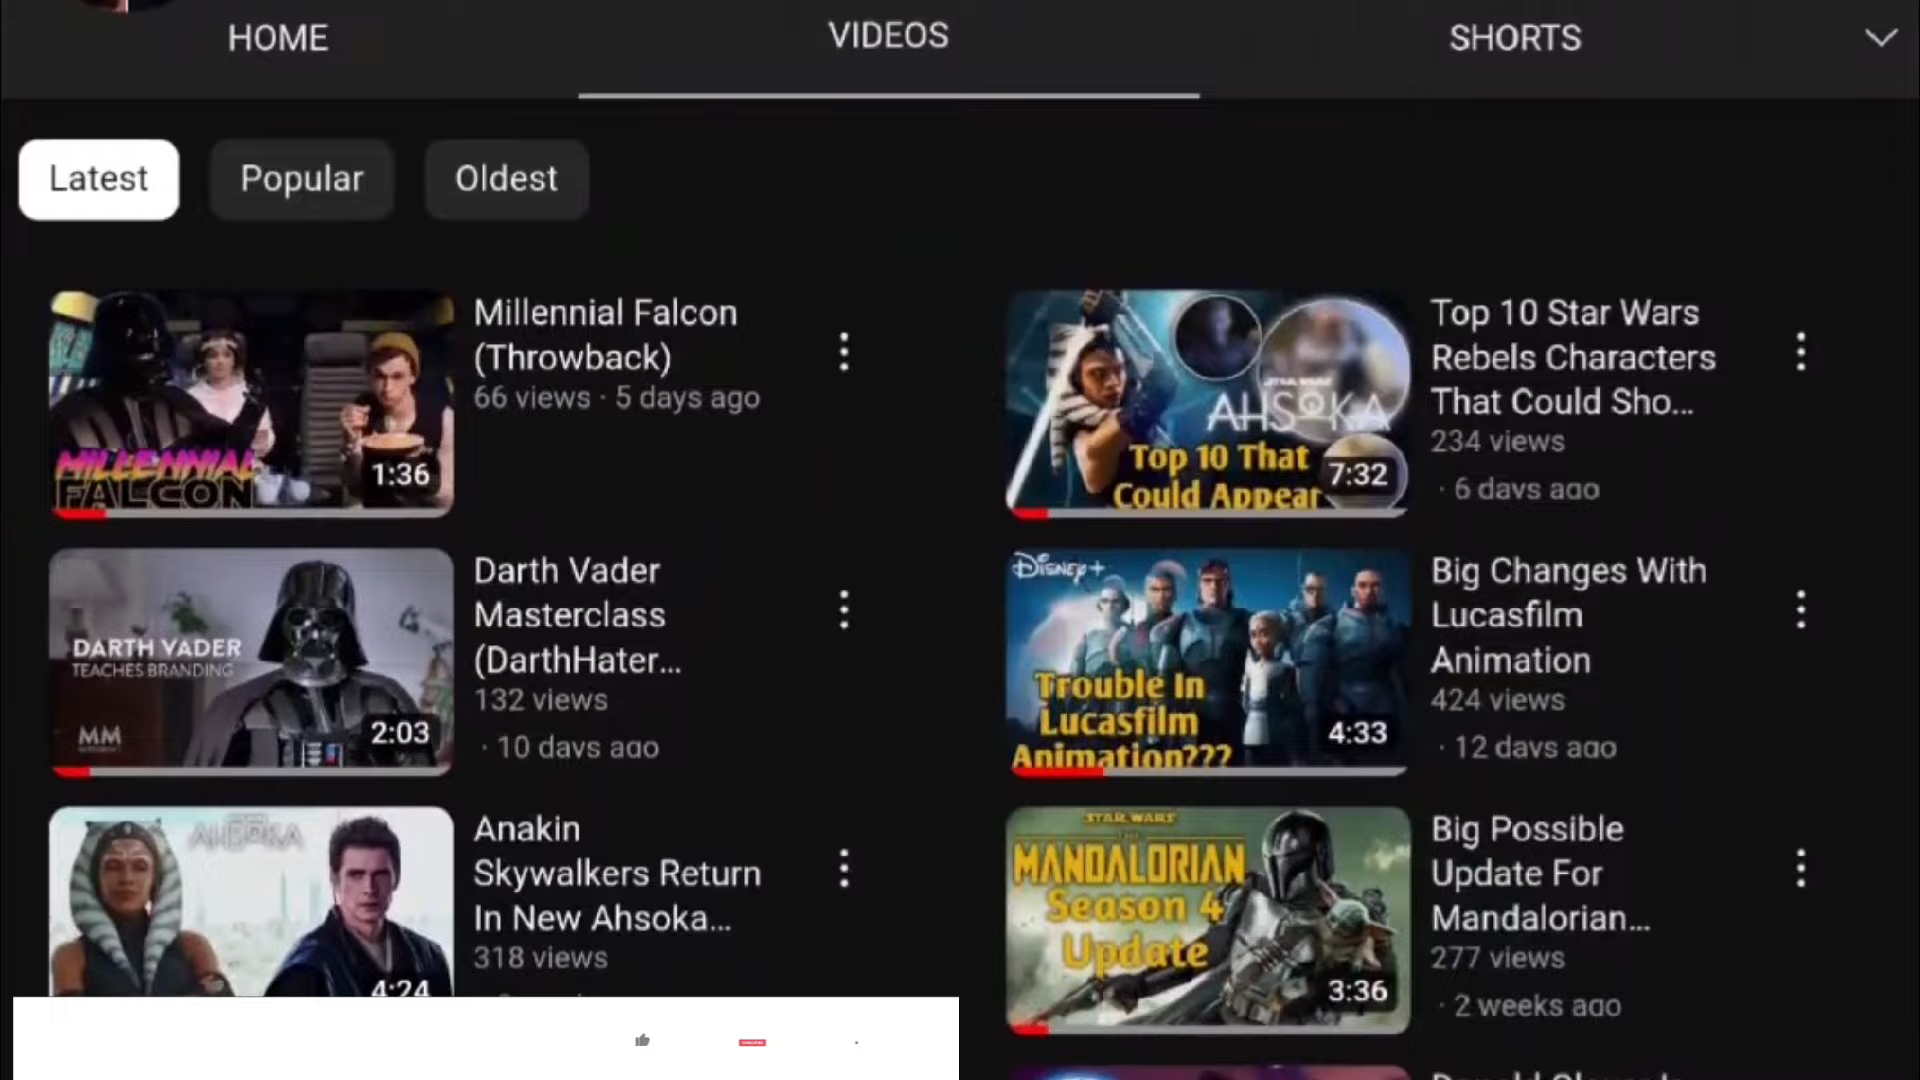 HOME
VIDEOS
SHORTS
Latest
Popular
Oldest
MILLENNIAL
FALCON
1:36
Millennial Falcon
(Throwback)
66 views · 5 days ago
STAR WARS
AHSOKA
Top 10 That
Could Appear
7:32
Top 10 Star Wars
Rebels Characters
That Could Sho...
234 views
· 6 days ago
DARTH VADER
TEACHES BRANDING
MM
2:03
Darth Vader
Masterclass
(DarthHater...
132 views
· 10 days ago
Disney+
Trouble In
Lucasfilm
Animation???
4:33
Big Changes With
Lucasfilm
Animation
424 views
· 12 days ago
AHSOKA
4:24
Anakin
Skywalkers Return
In New Ahsoka...
318 views
STAR WARS
MANDALORIAN
Season 4
Update
3:36
Big Possible
Update For
Mandalorian...
277 views
· 2 weeks ago
SUBSCRIBE